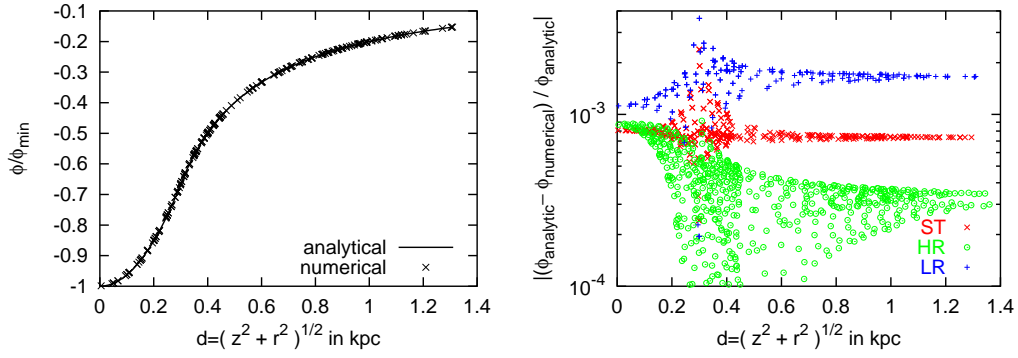 -0.1
-0.2
-0.3
-0.4
-0.5
-0.6
-0.7
-0.8
-0.9
-1
ϕ/ϕmin
analytical
numerical
0 0.2 0.4 0.6 0.8 1 1.2 1.4
d=( z² + r² )^1/2 in kpc
|(ϕanalytic− ϕnumerical) / ϕanalytic|
10^-3
10^-4
ST
HR
LR
0 0.2 0.4 0.6 0.8 1 1.2 1.4
d=( z² + r² )^1/2 in kpc